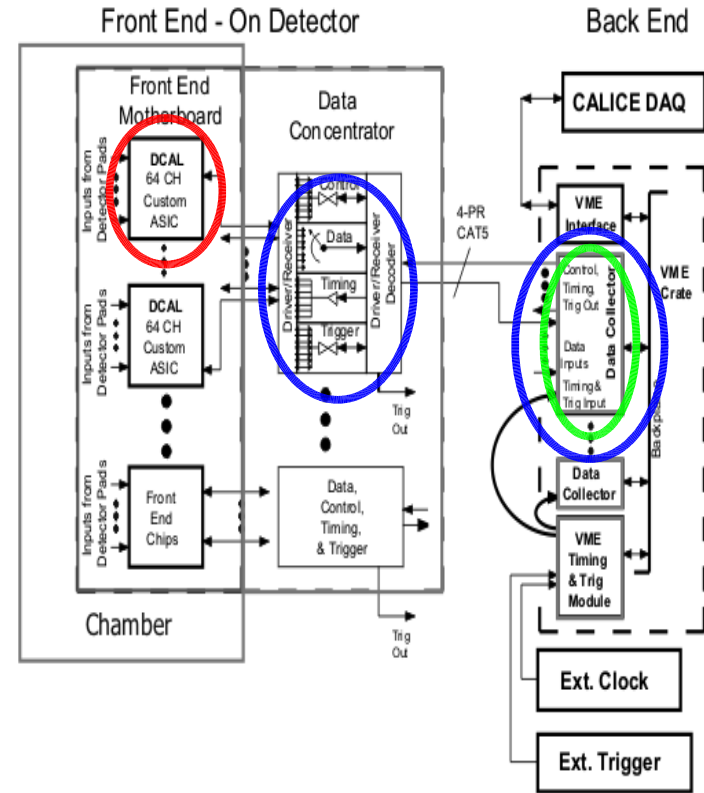 Front End - On Detector
Back End
Front End
Motherboard
Data
Concentrator
CALICE DAQ
Inputs from
Detector Pads
DCAL
64 CH
Custom
ASIC
Driver/Receiver
Control
Data
Timing
Trigger
Driver/Receiver
Decoder
4-PR
CAT5
VME
Interface
VME
Crate
Control,
Timing,
Trig Out
Data
Inputs
Timing &
Trig Input
Data Collector
Backplane
Inputs from
Detector Pads
DCAL
64 CH
Custom
ASIC
Trig
Out
Inputs from
Detector Pads
Front
End
Chips
Data,
Control,
Timing,
& Trigger
Data
Collector
VME
Timing
& Trig
Module
Chamber
Trig
Out
Ext. Clock
Ext. Trigger